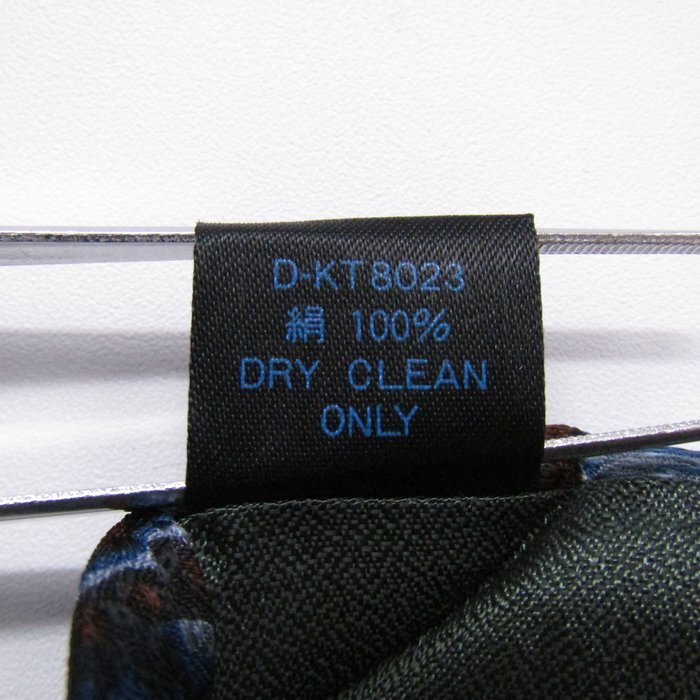 D-KT8023
絹 100%
DRY CLEAN
ONLY